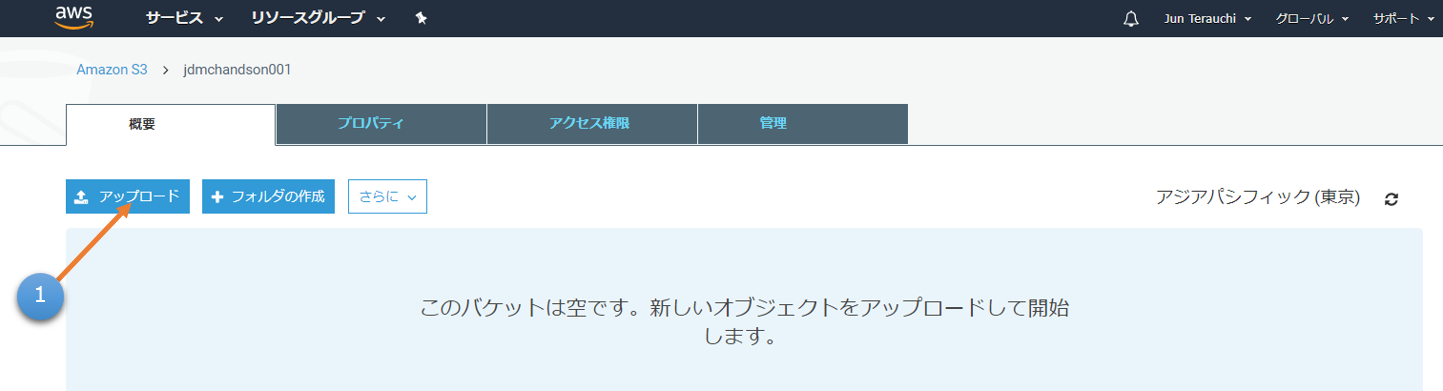 aws サービス リソースグループ Jun Terauchi グローバル サポート
Amazon S3 > jdmchandson001
概要 プロパティ アクセス権限 管理
アップロード + フォルダの作成 さらに アジアパシフィック (東京)
1
このバケットは空です。新しいオブジェクトをアップロードして開始
します。